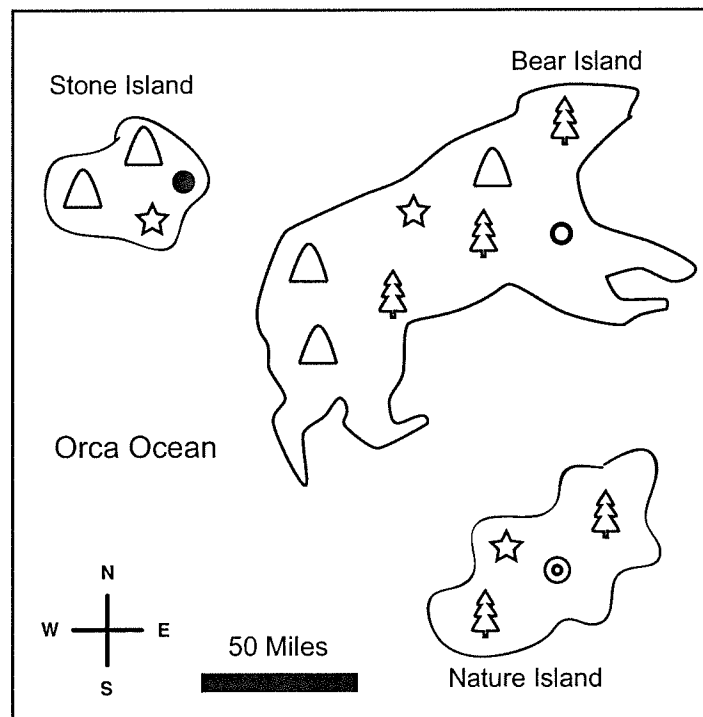 Bear Island
Stone Island
Orca Ocean
N
W E
S
50 Miles
Nature Island